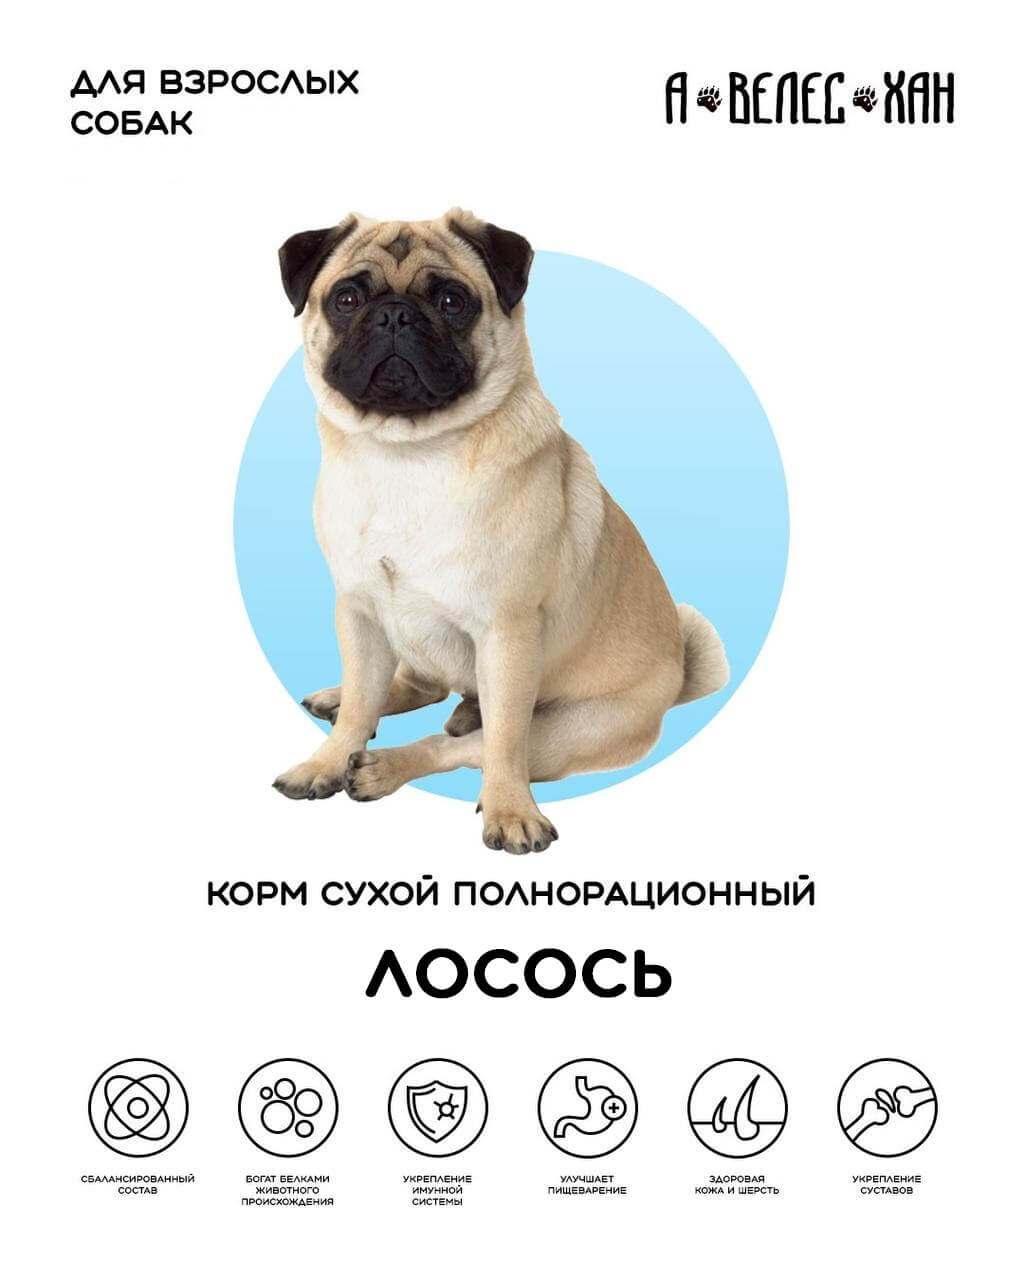 ДЛЯ ВЗРОСЛЫХ
СОБАК
А ВЕЛЕС ХАН
КОРМ СУХОЙ ПОЛНОРАЦИОННЫЙ
ЛОСОСЬ
СБАЛАНСИРОВАННЫЙ
СОСТАВ
БОГАТ БЕЛКАМИ
ЖИВОТНОГО
ПРОИСХОЖДЕНИЯ
УКРЕПЛЕНИЕ
ИМУННОЙ
СИСТЕМЫ
УЛУЧШАЕТ
ПИЩЕВАРЕНИЕ
ЗДОРОВАЯ
КОЖА И ШЕРСТЬ
УКРЕПЛЕНИЕ
СУСТАВОВ